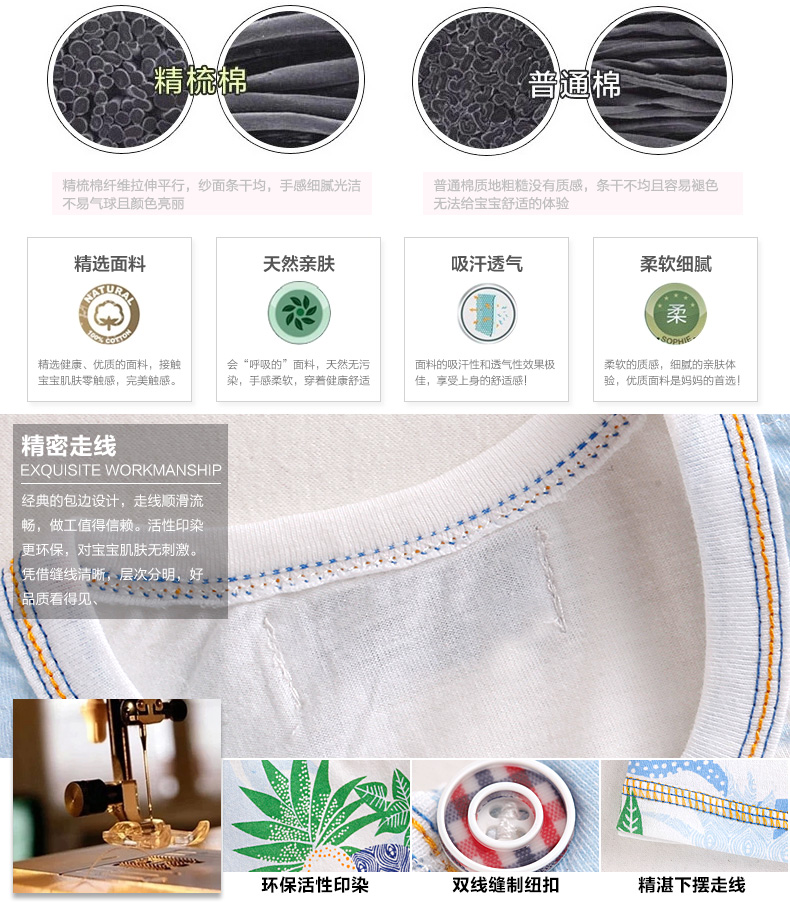 精梳棉
普通棉
精梳棉纤维拉伸平行，纱面条干均，手感细腻光洁
不易气球且颜色亮丽
普通棉质地粗糙没有质感，条干不均且容易褪色
无法给宝宝舒适的体验
精选面料
NATURAL
100% COTTON
精选健康、优质的面料，接触
宝宝肌肤零触感，完美触感。
天然亲肤
会“呼吸的”面料，天然无污
染，手感柔软，穿着健康舒适
吸汗透气
面料的吸汗性和透气性效果极
佳，享受上身的舒适感！
柔软细腻
柔
SOPHIE
柔软的质感，细腻的亲肤体
验，优质面料是妈妈的首选！
精密走线
EXQUISITE WORKMANSHIP
经典的包边设计，走线顺滑流
畅，做工值得信赖。活性印染
更环保，对宝宝肌肤无刺激。
凭借缝线清晰，层次分明，好
品质看得见、
环保活性印染
双线缝制纽扣
精湛下摆走线